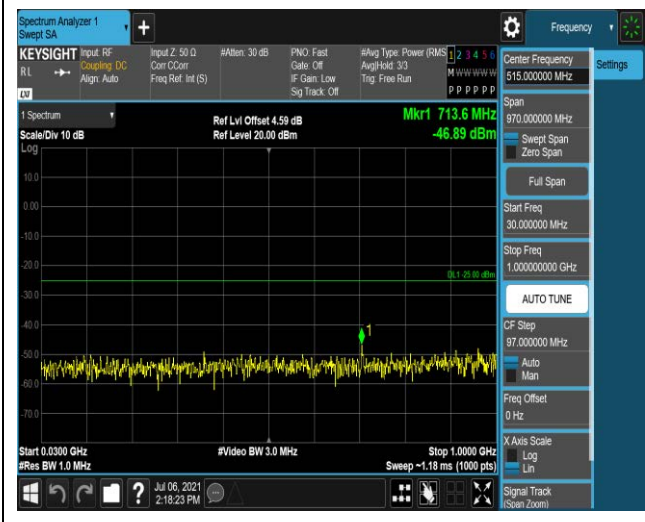 Spectrum Analyzer 1
Swept SA
+
Frequency
KEYSIGHT Input: RF Input Z: 50 Ω #Atten: 30 dB PNO: Fast #Avg Type: Power (RMS 1 2 3 4 5 6
RL Coupling: DC Corr CCorr Gate: Off Avg|Hold: 3/3 M W W W W W
Align: Auto Freq Ref: Int (S) IF Gain: Low Trig: Free Run
Sig Track: Off P P P P P P
LXI
1 Spectrum
Scale/Div 10 dB
Ref Lvl Offset 4.59 dB
Ref Level 20.00 dBm
Mkr1 713.6 MHz
-46.89 dBm
Log
10.0
0.00
-10.0
-20.0
DL1 -25.00 dBm
-30.0
-40.0
1
-50.0
-60.0
-70.0
Start 0.0300 GHz #Video BW 3.0 MHz Stop 1.0000 GHz
#Res BW 1.0 MHz Sweep ~1.18 ms (1000 pts)
? Jul 06, 2021
2:18:23 PM
Center Frequency
515.000000 MHz
Settings
Span
970.000000 MHz
Swept Span
Zero Span
Full Span
Start Freq
30.000000 MHz
Stop Freq
1.000000000 GHz
AUTO TUNE
CF Step
97.000000 MHz
Auto
Man
Freq Offset
0 Hz
X Axis Scale
Log
Lin
Signal Track
(Span Zoom)